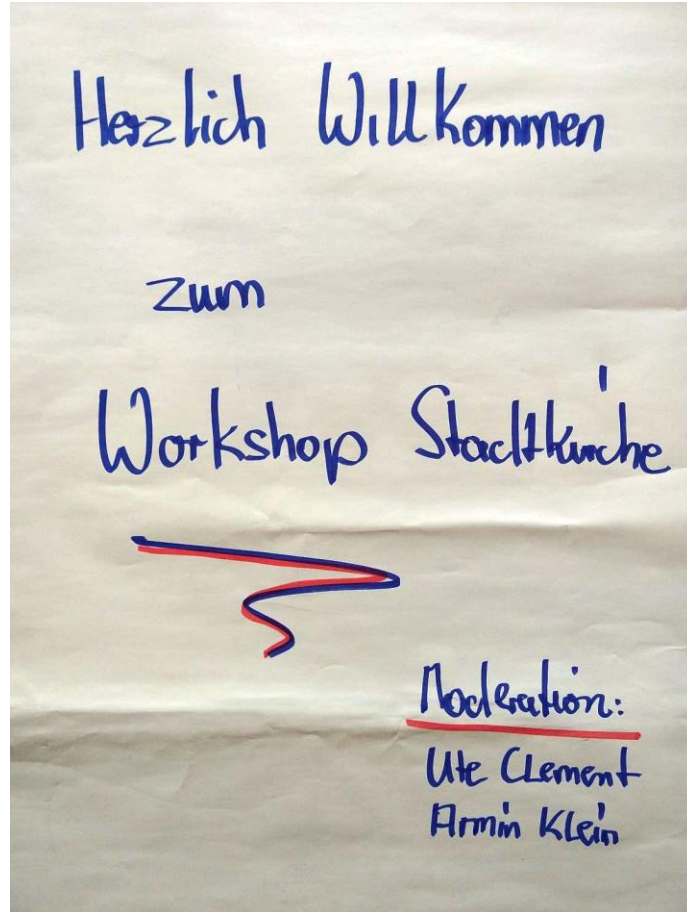 Herzlich Willkommen
zum
Workshop Stadtkirche
Moderation:
Ute Clement
Armin Klein